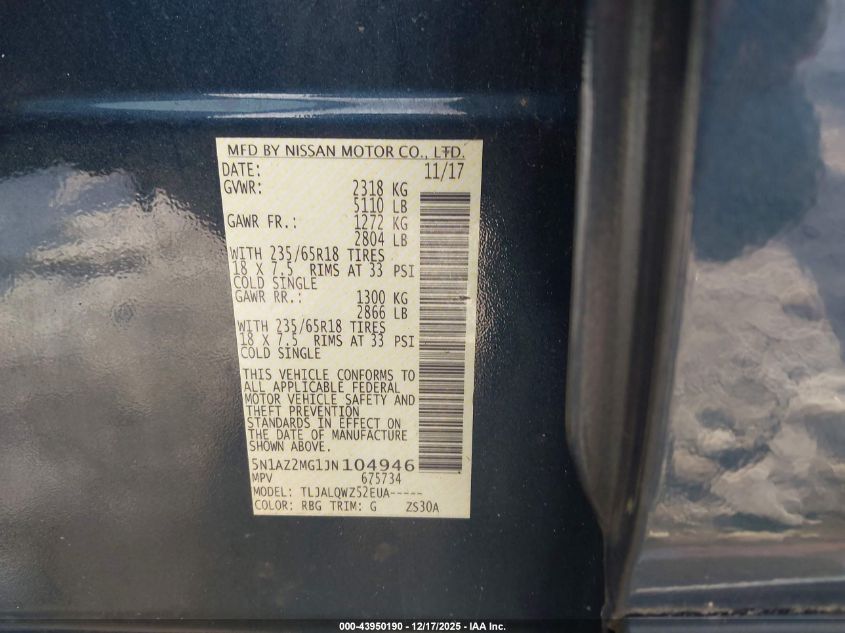 MFD BY NISSAN MOTOR CO., LTD.
DATE: 11/17
GVWR: 2318 KG
5110 LB
GAWR FR.: 1272 KG
2804 LB
WITH 235/65R18 TIRES
18 X 7.5 RIMS AT 33 PSI
COLD SINGLE
GAWR RR.: 1300 KG
2866 LB
WITH 235/65R18 TIRES
18 X 7.5 RIMS AT 33 PSI
COLD SINGLE
THIS VEHICLE CONFORMS TO
ALL APPLICABLE FEDERAL
MOTOR VEHICLE SAFETY AND
THEFT PREVENTION
STANDARDS IN EFFECT ON
THE DATE OF MANUFACTURE
SHOWN ABOVE.
5N1AZ2MG1JN104946
MPV 675734
MODEL: TLJALQWZ52EUA-----
COLOR: RBG TRIM: G ZS30A
000-43950190 - 12/17/2025 - IAA Inc.